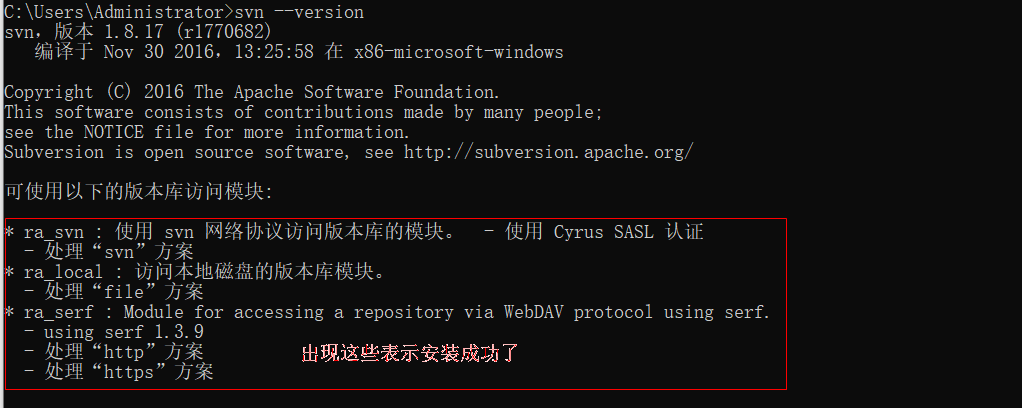 C:\Users\Administrator>svn --version
svn，版本 1.8.17 (r1770682)
编译于 Nov 30 2016，13:25:58 在 x86-microsoft-windows
Copyright (C) 2016 The Apache Software Foundation.
This software consists of contributions made by many people;
see the NOTICE file for more information.
Subversion is open source software, see http://subversion.apache.org/
可使用以下的版本库访问模块:
* ra_svn : 使用 svn 网络协议访问版本库的模块。 - 使用 Cyrus SASL 认证
- 处理“svn”方案
* ra_local : 访问本地磁盘的版本库模块。
- 处理“file”方案
* ra_serf : Module for accessing a repository via WebDAV protocol using serf.
- using serf 1.3.9
- 处理“http”方案
出现这些表示安装成功了
- 处理“https”方案